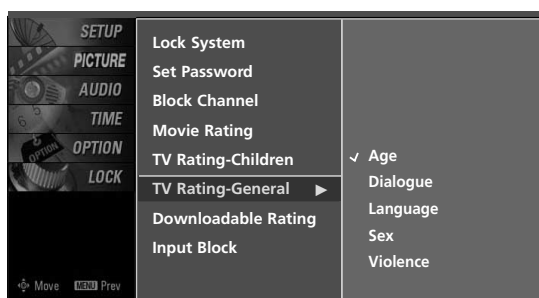 SETUP
PICTURE
AUDIO
TIME
OPTION
LOCK
Move MENU Prev
Lock System
Set Password
Block Channel
Movie Rating
TV Rating-Children
TV Rating-General ▶
Downloadable Rating
Input Block
✓ Age
Dialogue
Language
Sex
Violence